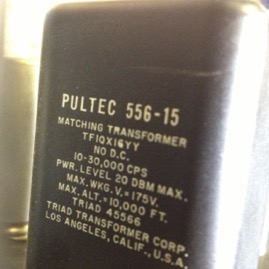 PULTEC 556-15
MATCHING TRANSFORMER
TF1QX16YY
NO D.C.
10-30,000 CPS
PWR. LEVEL 20 DBM MAX.
MAX. WKG. V.= 175V.
MAX. ALT.= 10,000 FT.
TRIAD 45566
TRIAD TRANSFORMER CORP.
LOS ANGELES, CALIF., U.S.A.